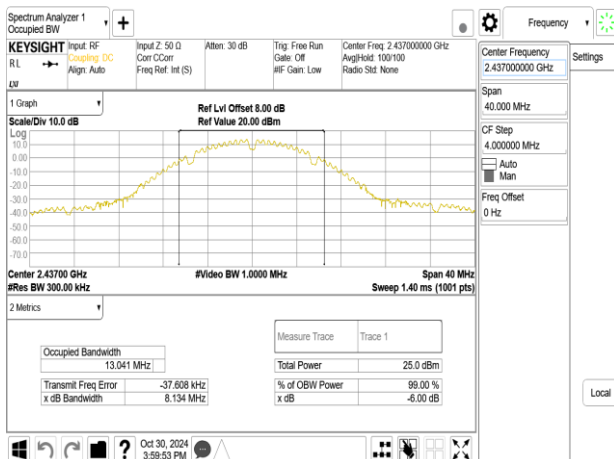 Spectrum Analyzer 1
Occupied BW
Frequency
KEYSIGHT
Input: RF
Input Z: 50 Ω
Atten: 30 dB
Trig: Free Run
Center Freq: 2.437000000 GHz
RL
Coupling: DC
Corr CCorr
Gate: Off
Avg|Hold: 100/100
Align: Auto
Freq Ref: Int (S)
#IF Gain: Low
Radio Std: None
LXI
Center Frequency
2.437000000 GHz
Settings
Span
40.000 MHz
CF Step
4.000000 MHz
Auto
Man
Freq Offset
0 Hz
Local
1 Graph
Scale/Div 10.0 dB
Ref Lvl Offset 8.00 dB
Ref Value 20.00 dBm
Log
10.0
0.00
-10.0
-20.0
-30.0
-40.0
-50.0
-60.0
-70.0
Center 2.43700 GHz
#Video BW 1.0000 MHz
Span 40 MHz
#Res BW 300.00 kHz
Sweep 1.40 ms (1001 pts)
2 Metrics
Measure Trace
Trace 1
Occupied Bandwidth
13.041 MHz
Total Power
25.0 dBm
Transmit Freq Error
-37.608 kHz
% of OBW Power
99.00 %
x dB Bandwidth
8.134 MHz
x dB
-6.00 dB
?
Oct 30, 2024
3:59:53 PM